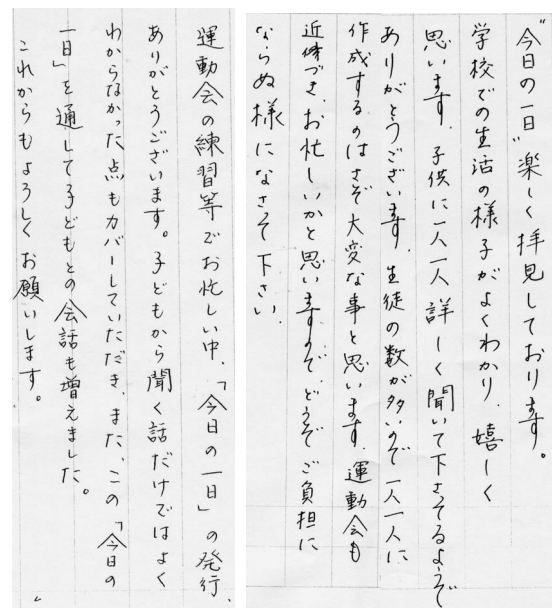 "今日の一日"楽しく拝見しております。
学校での生活の様子がよくわかり、嬉しく
思います。子供に一人一人詳しく聞いて下さてるようで
ありがとうございます。生徒の数が多いので一人一人に
作成するのはさぞ大変な事と思います。運動会も
近付き、お忙しいかと思いますので、どうぞご負担に
ならぬ様になさって下さい。
運動会の練習等でお忙しい中、「今日の一日」の発行、
ありがとうございます。子どもから聞く話だけではよく
わからなかった点もカバーしていただき、また、この「今日の
一日」を通して子どもとの会話も増えました。
これからもよろしくお願いします。